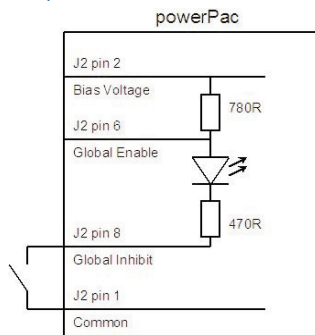 powerPac
J2 pin 2
Bias Voltage
780R
J2 pin 6
Global Enable
470R
J2 pin 8
Global Inhibit
J2 pin 1
Common